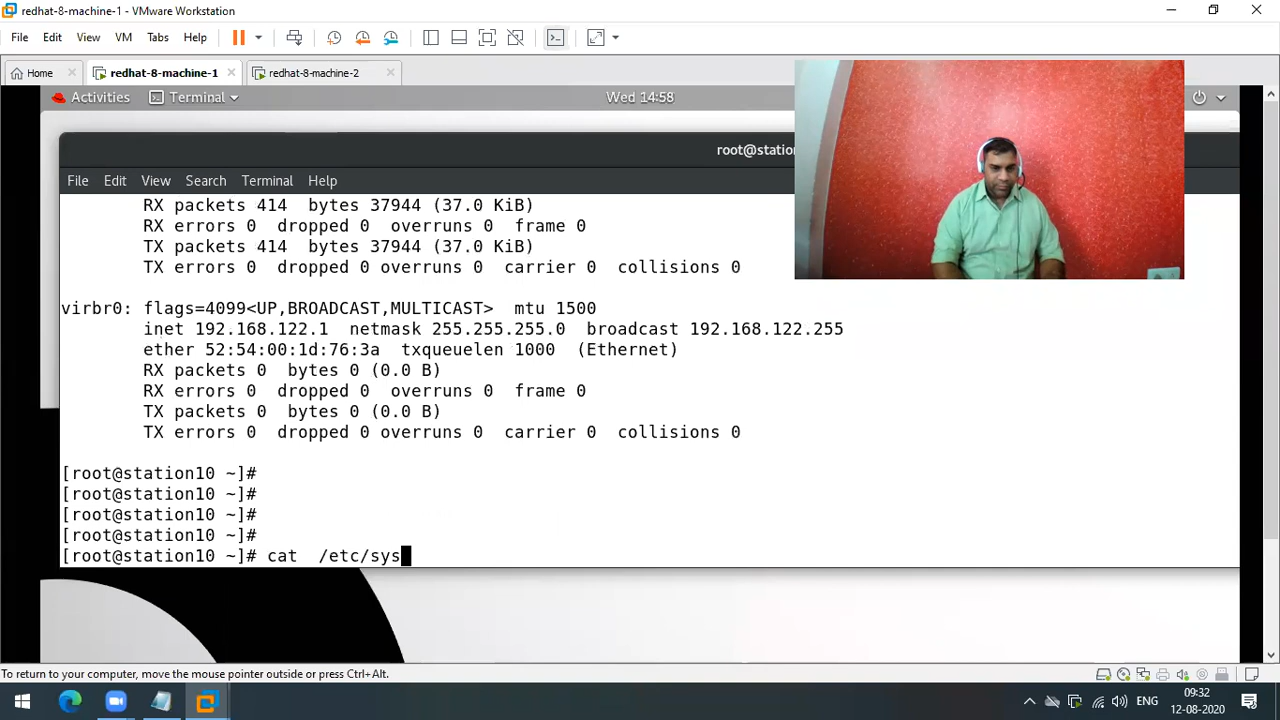 redhat-8-machine-1 - VMware Workstation
File Edit View VM Tabs Help
Home redhat-8-machine-1 redhat-8-machine-2
Activities Terminal Wed 14:58
root@statio
File Edit View Search Terminal Help
RX packets 414 bytes 37944 (37.0 KiB)
RX errors 0 dropped 0 overruns 0 frame 0
TX packets 414 bytes 37944 (37.0 KiB)
TX errors 0 dropped 0 overruns 0 carrier 0 collisions 0
virbr0: flags=4099<UP,BROADCAST,MULTICAST> mtu 1500
inet 192.168.122.1 netmask 255.255.255.0 broadcast 192.168.122.255
ether 52:54:00:1d:76:3a txqueuelen 1000 (Ethernet)
RX packets 0 bytes 0 (0.0 B)
RX errors 0 dropped 0 overruns 0 frame 0
TX packets 0 bytes 0 (0.0 B)
TX errors 0 dropped 0 overruns 0 carrier 0 collisions 0
[root@station10 ~]#
[root@station10 ~]#
[root@station10 ~]#
[root@station10 ~]#
[root@station10 ~]# cat /etc/sys
To return to your computer, move the mouse pointer outside or press Ctrl+Alt.
ENG 09:32
12-08-2020